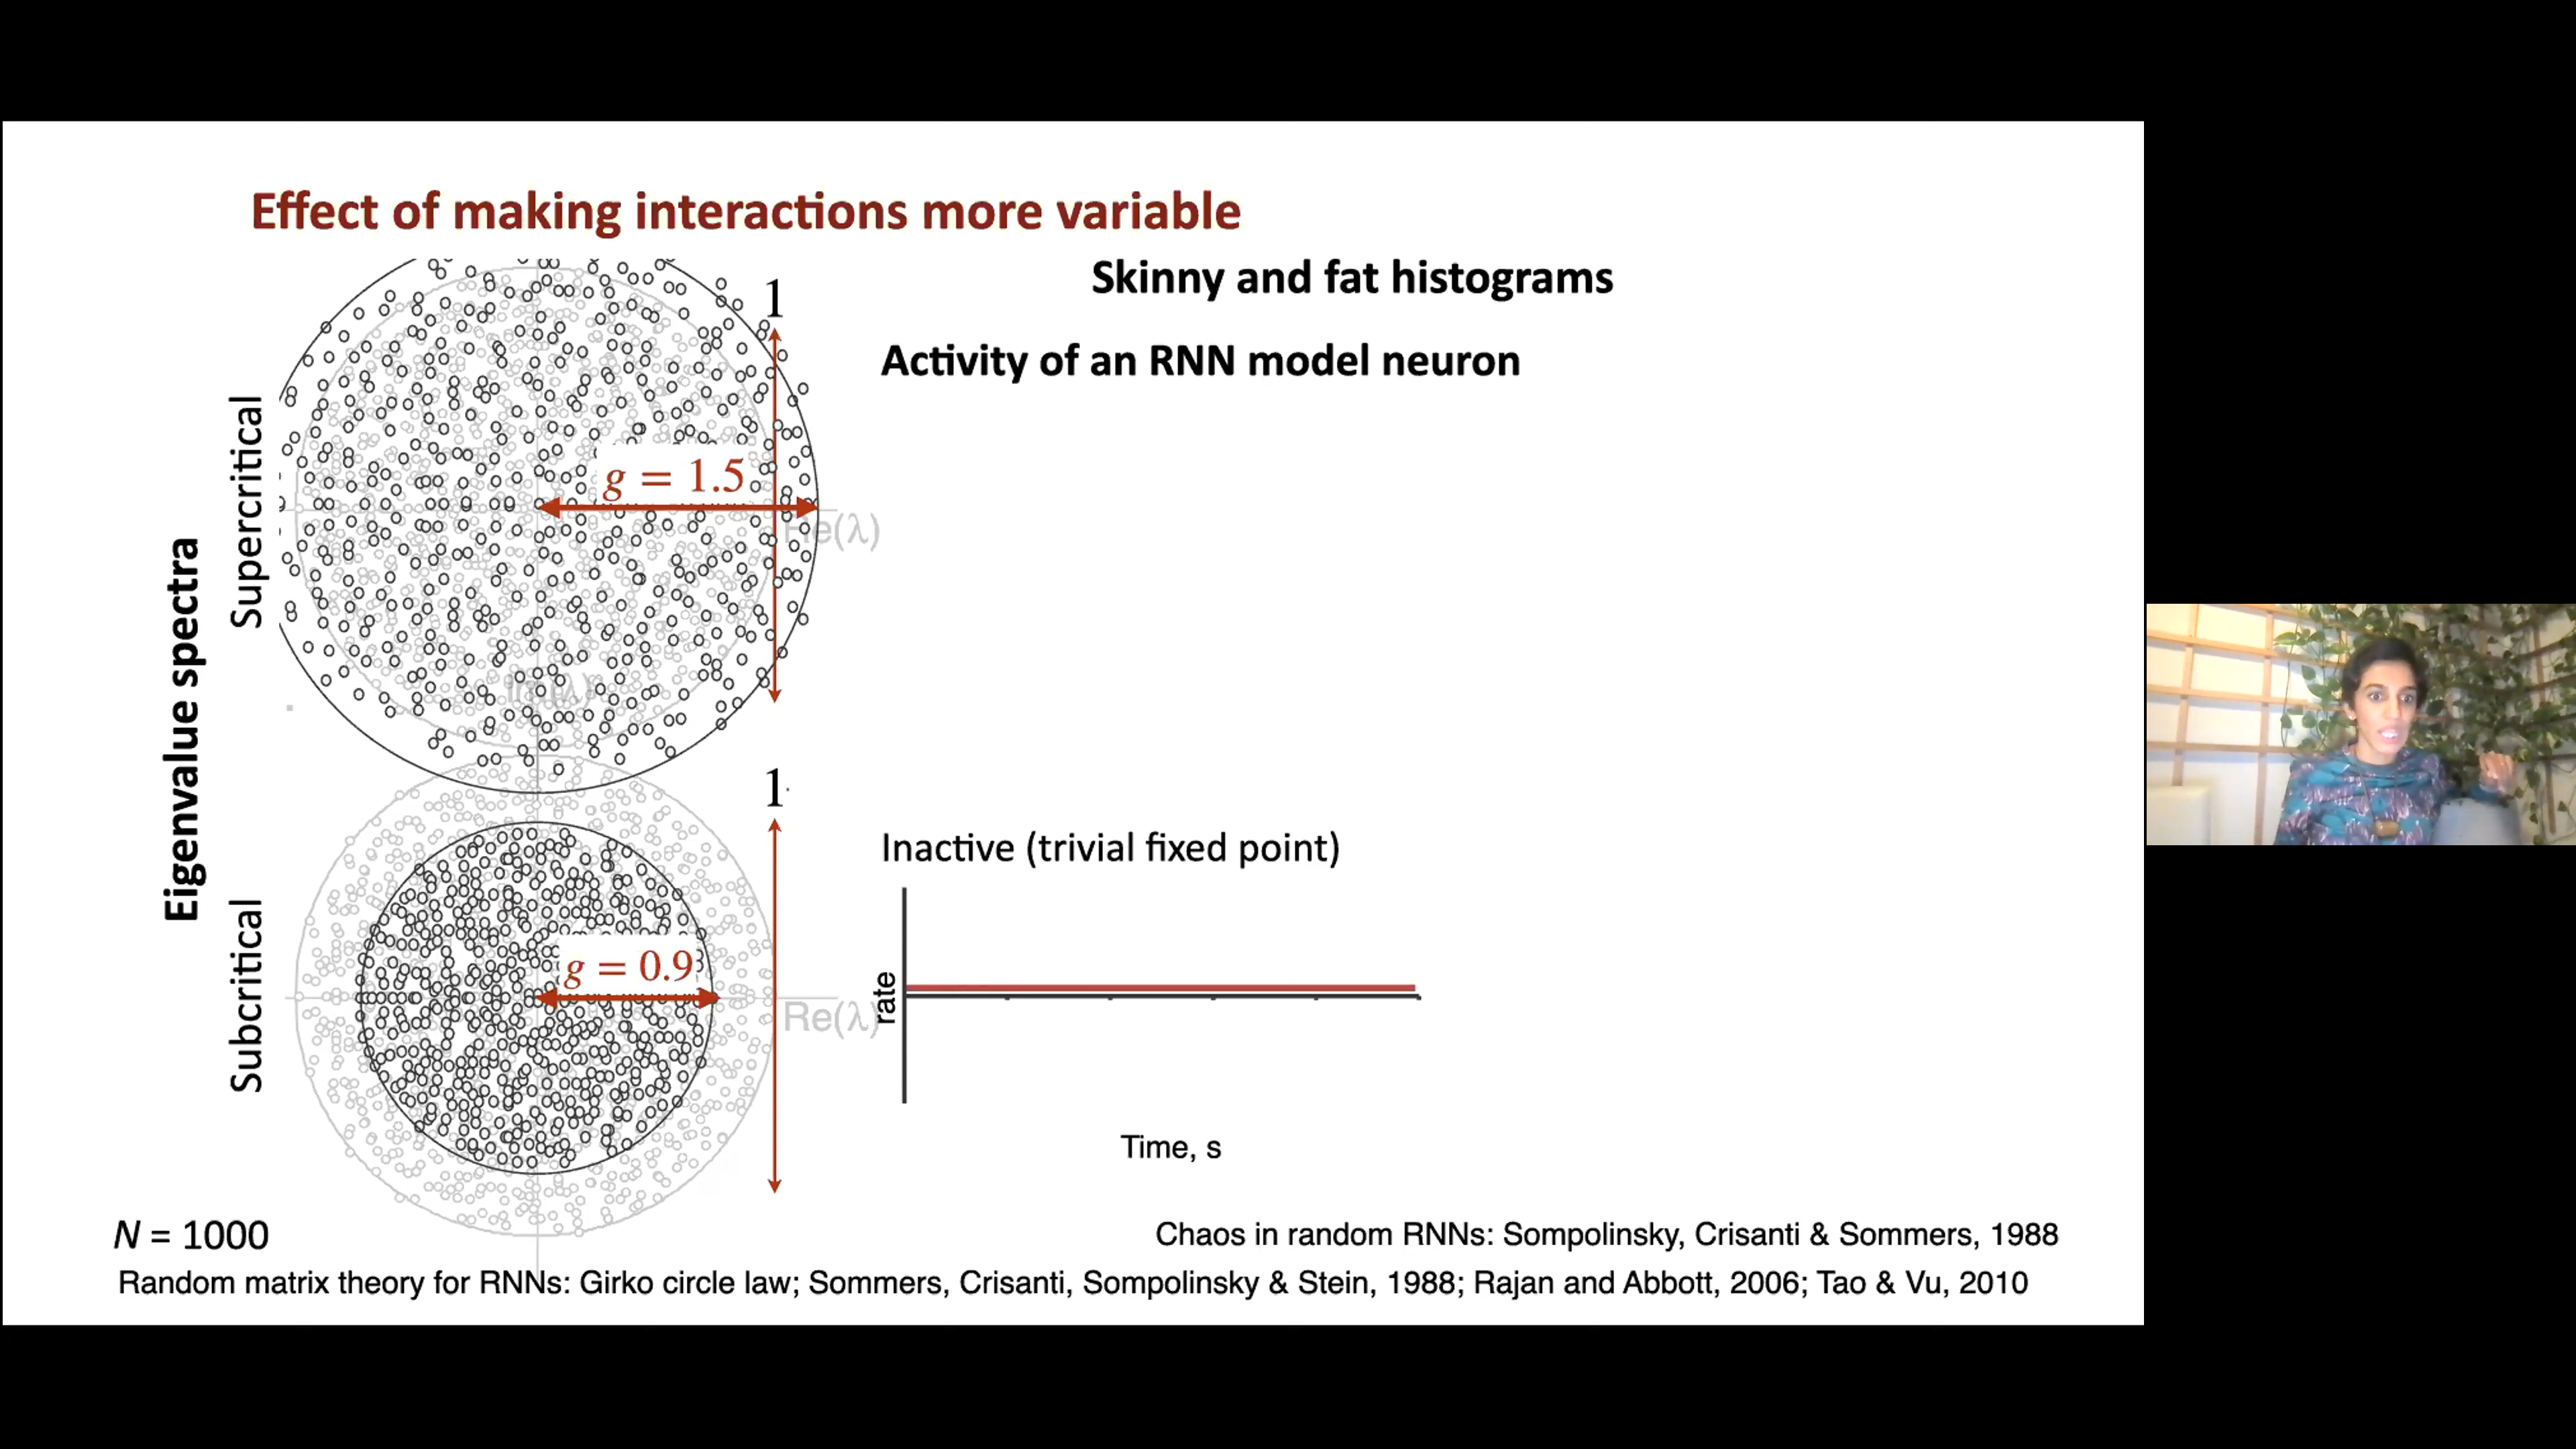 Effect of making interactions more variable
Skinny and fat histograms
Activity of an RNN model neuron
Eigenvalue spectra
Supercritical
1
g = 1.5
Re(λ)
Im(λ)
Subcritical
1
g = 0.9
Re(λ)
Inactive (trivial fixed point)
rate
Time, s
N = 1000
Chaos in random RNNs: Sompolinsky, Crisanti & Sommers, 1988
Random matrix theory for RNNs: Girko circle law; Sommers, Crisanti, Sompolinsky & Stein, 1988; Rajan and Abbott, 2006; Tao & Vu, 2010